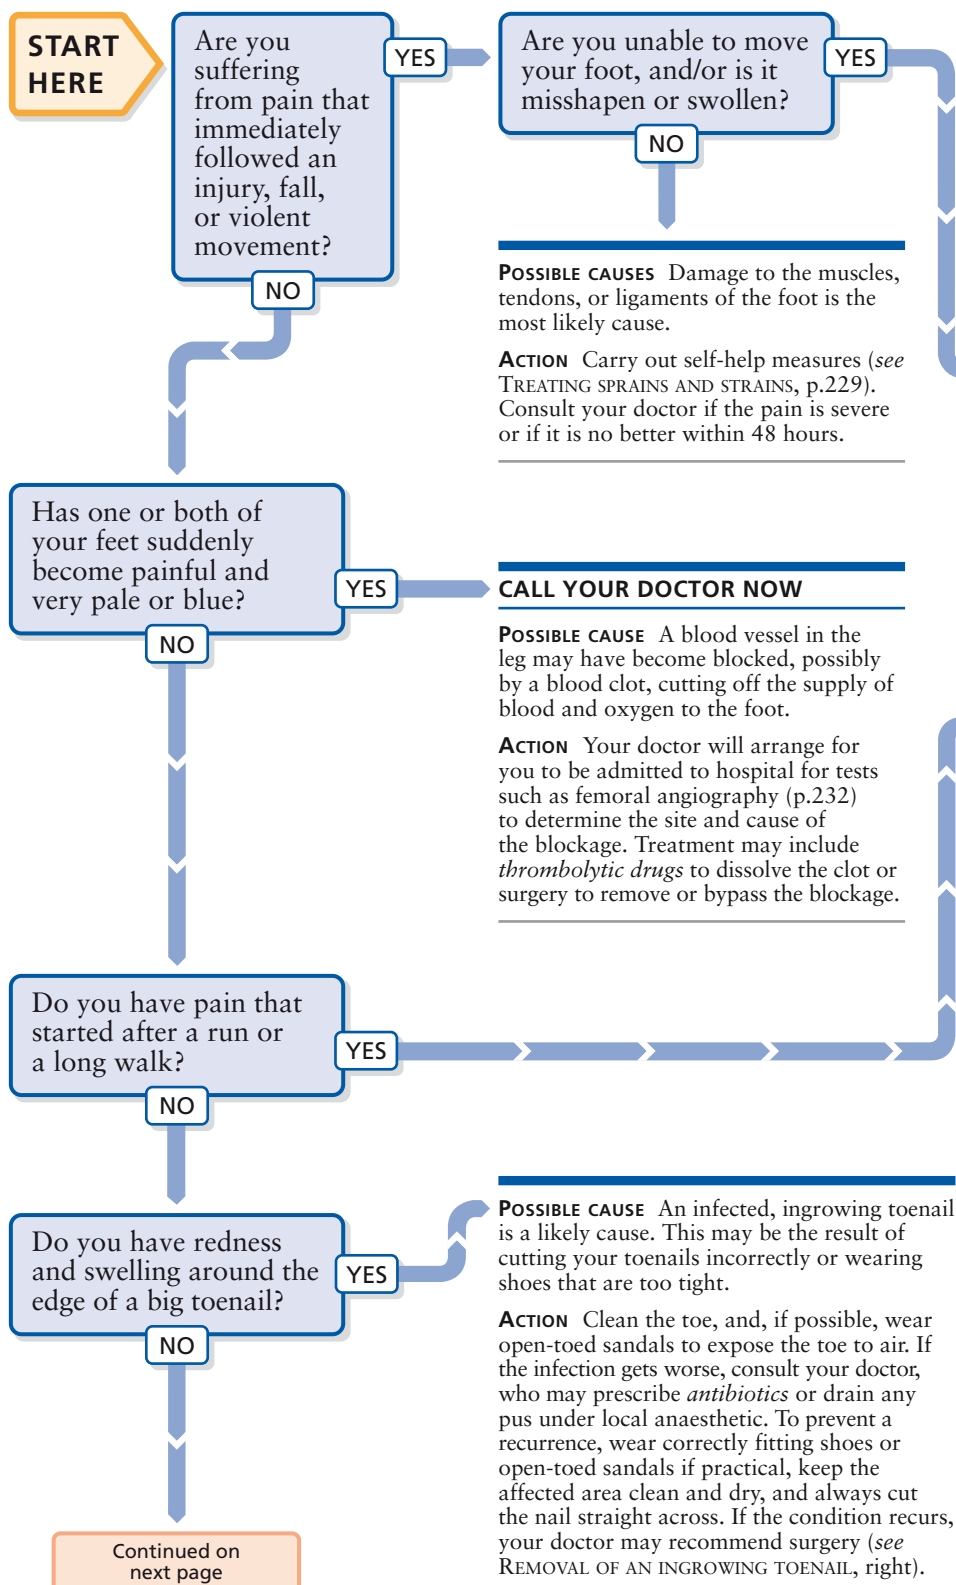 START
HERE
Are you
suffering
from pain that
immediately
followed an
injury, fall,
or violent
movement?
YES
NO
Are you unable to move
your foot, and/or is it
misshapen or swollen?
YES
NO
POSSIBLE CAUSES Damage to the muscles,
tendons, or ligaments of the foot is the
most likely cause.
ACTION Carry out self-help measures (see
TREATING SPRAINS AND STRAINS, p.229).
Consult your doctor if the pain is severe
or if it is no better within 48 hours.
Has one or both of
your feet suddenly
become painful and
very pale or blue?
YES
NO
CALL YOUR DOCTOR NOW
POSSIBLE CAUSE A blood vessel in the
leg may have become blocked, possibly
by a blood clot, cutting off the supply of
blood and oxygen to the foot.
ACTION Your doctor will arrange for
you to be admitted to hospital for tests
such as femoral angiography (p.232)
to determine the site and cause of
the blockage. Treatment may include
thrombolytic drugs to dissolve the clot or
surgery to remove or bypass the blockage.
Do you have pain that
started after a run or
a long walk?
YES
NO
Do you have redness
and swelling around the
edge of a big toenail?
YES
NO
POSSIBLE CAUSE An infected, ingrowing toenail
is a likely cause. This may be the result of
cutting your toenails incorrectly or wearing
shoes that are too tight.
ACTION Clean the toe, and, if possible, wear
open-toed sandals to expose the toe to air. If
the infection gets worse, consult your doctor,
who may prescribe antibiotics or drain any
pus under local anaesthetic. To prevent a
recurrence, wear correctly fitting shoes or
open-toed sandals if practical, keep the
affected area clean and dry, and always cut
the nail straight across. If the condition recurs,
your doctor may recommend surgery (see
REMOVAL OF AN INGROWING TOENAIL, right).
Continued on
next page